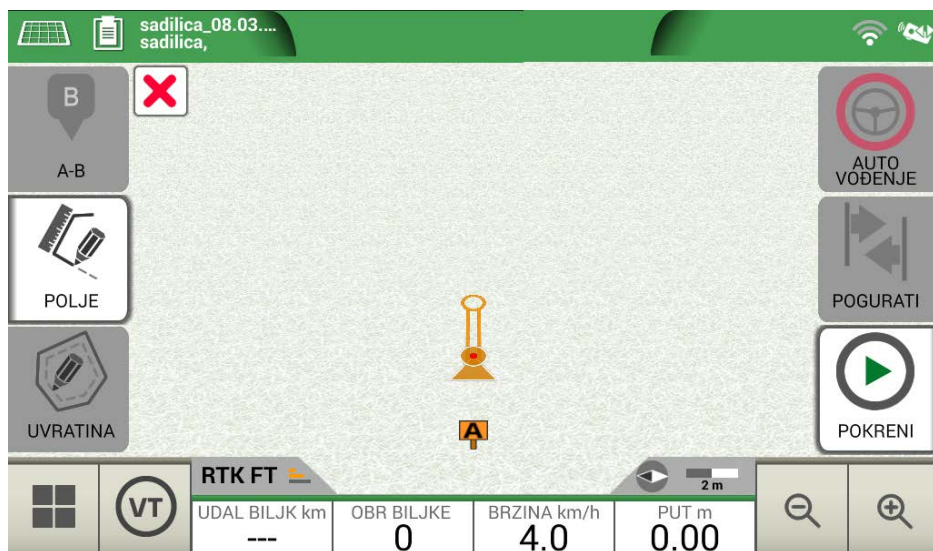 sadilica_08.03....
sadilica,
B
A-B
POLJE
UVRATINA
AUTO
VOĐENJE
POGURATI
POKRENI
A
RTK FT
2 m
VT
UDAL BILJK km
OBR BILJKE
BRZINA km/h
PUT m
---
0
4.0
0.00